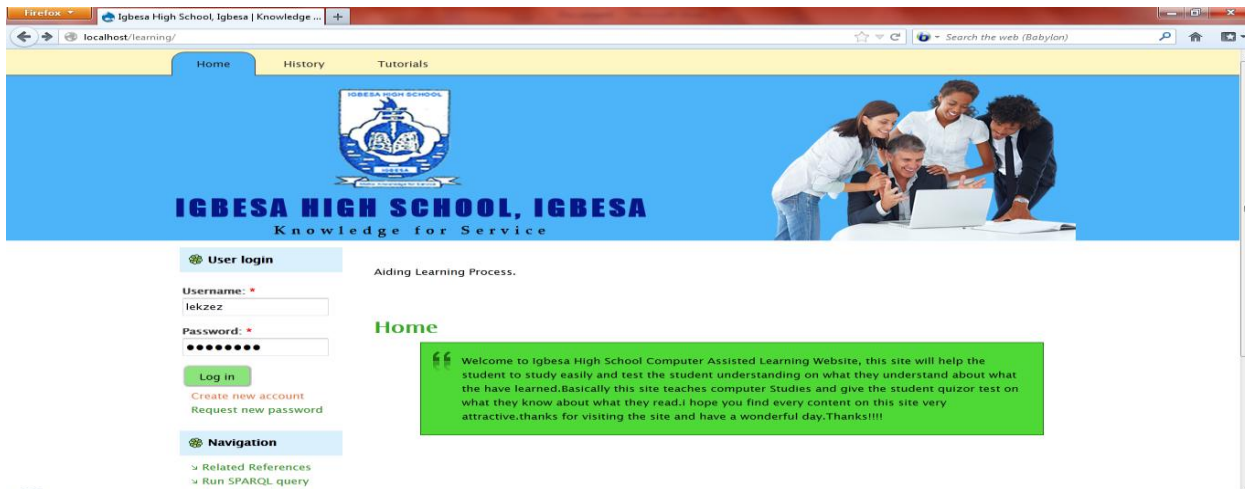 Firefox
Igbesa High School, Igbesa | Knowledge ...
localhost/learning/
Search the web (Babylon)
Home History Tutorials
IGBESA HIGH SCHOOL
IGBESA
IGBESA HIGH SCHOOL, IGBESA
Knowledge for Service
User login
Username: *
lekzez
Password: *
Log in
Create new account
Request new password
Navigation
Related References
Run SPARQL query
Aiding Learning Process.
Home
Welcome to Igbesa High School Computer Assisted Learning Website, this site will help the
student to study easily and test the student understanding on what they understand about what
the have learned.Basically this site teaches computer Studies and give the student quizor test on
what they know about what they read.i hope you find every content on this site very
attractive.thanks for visiting the site and have a wonderful day.Thanks!!!!